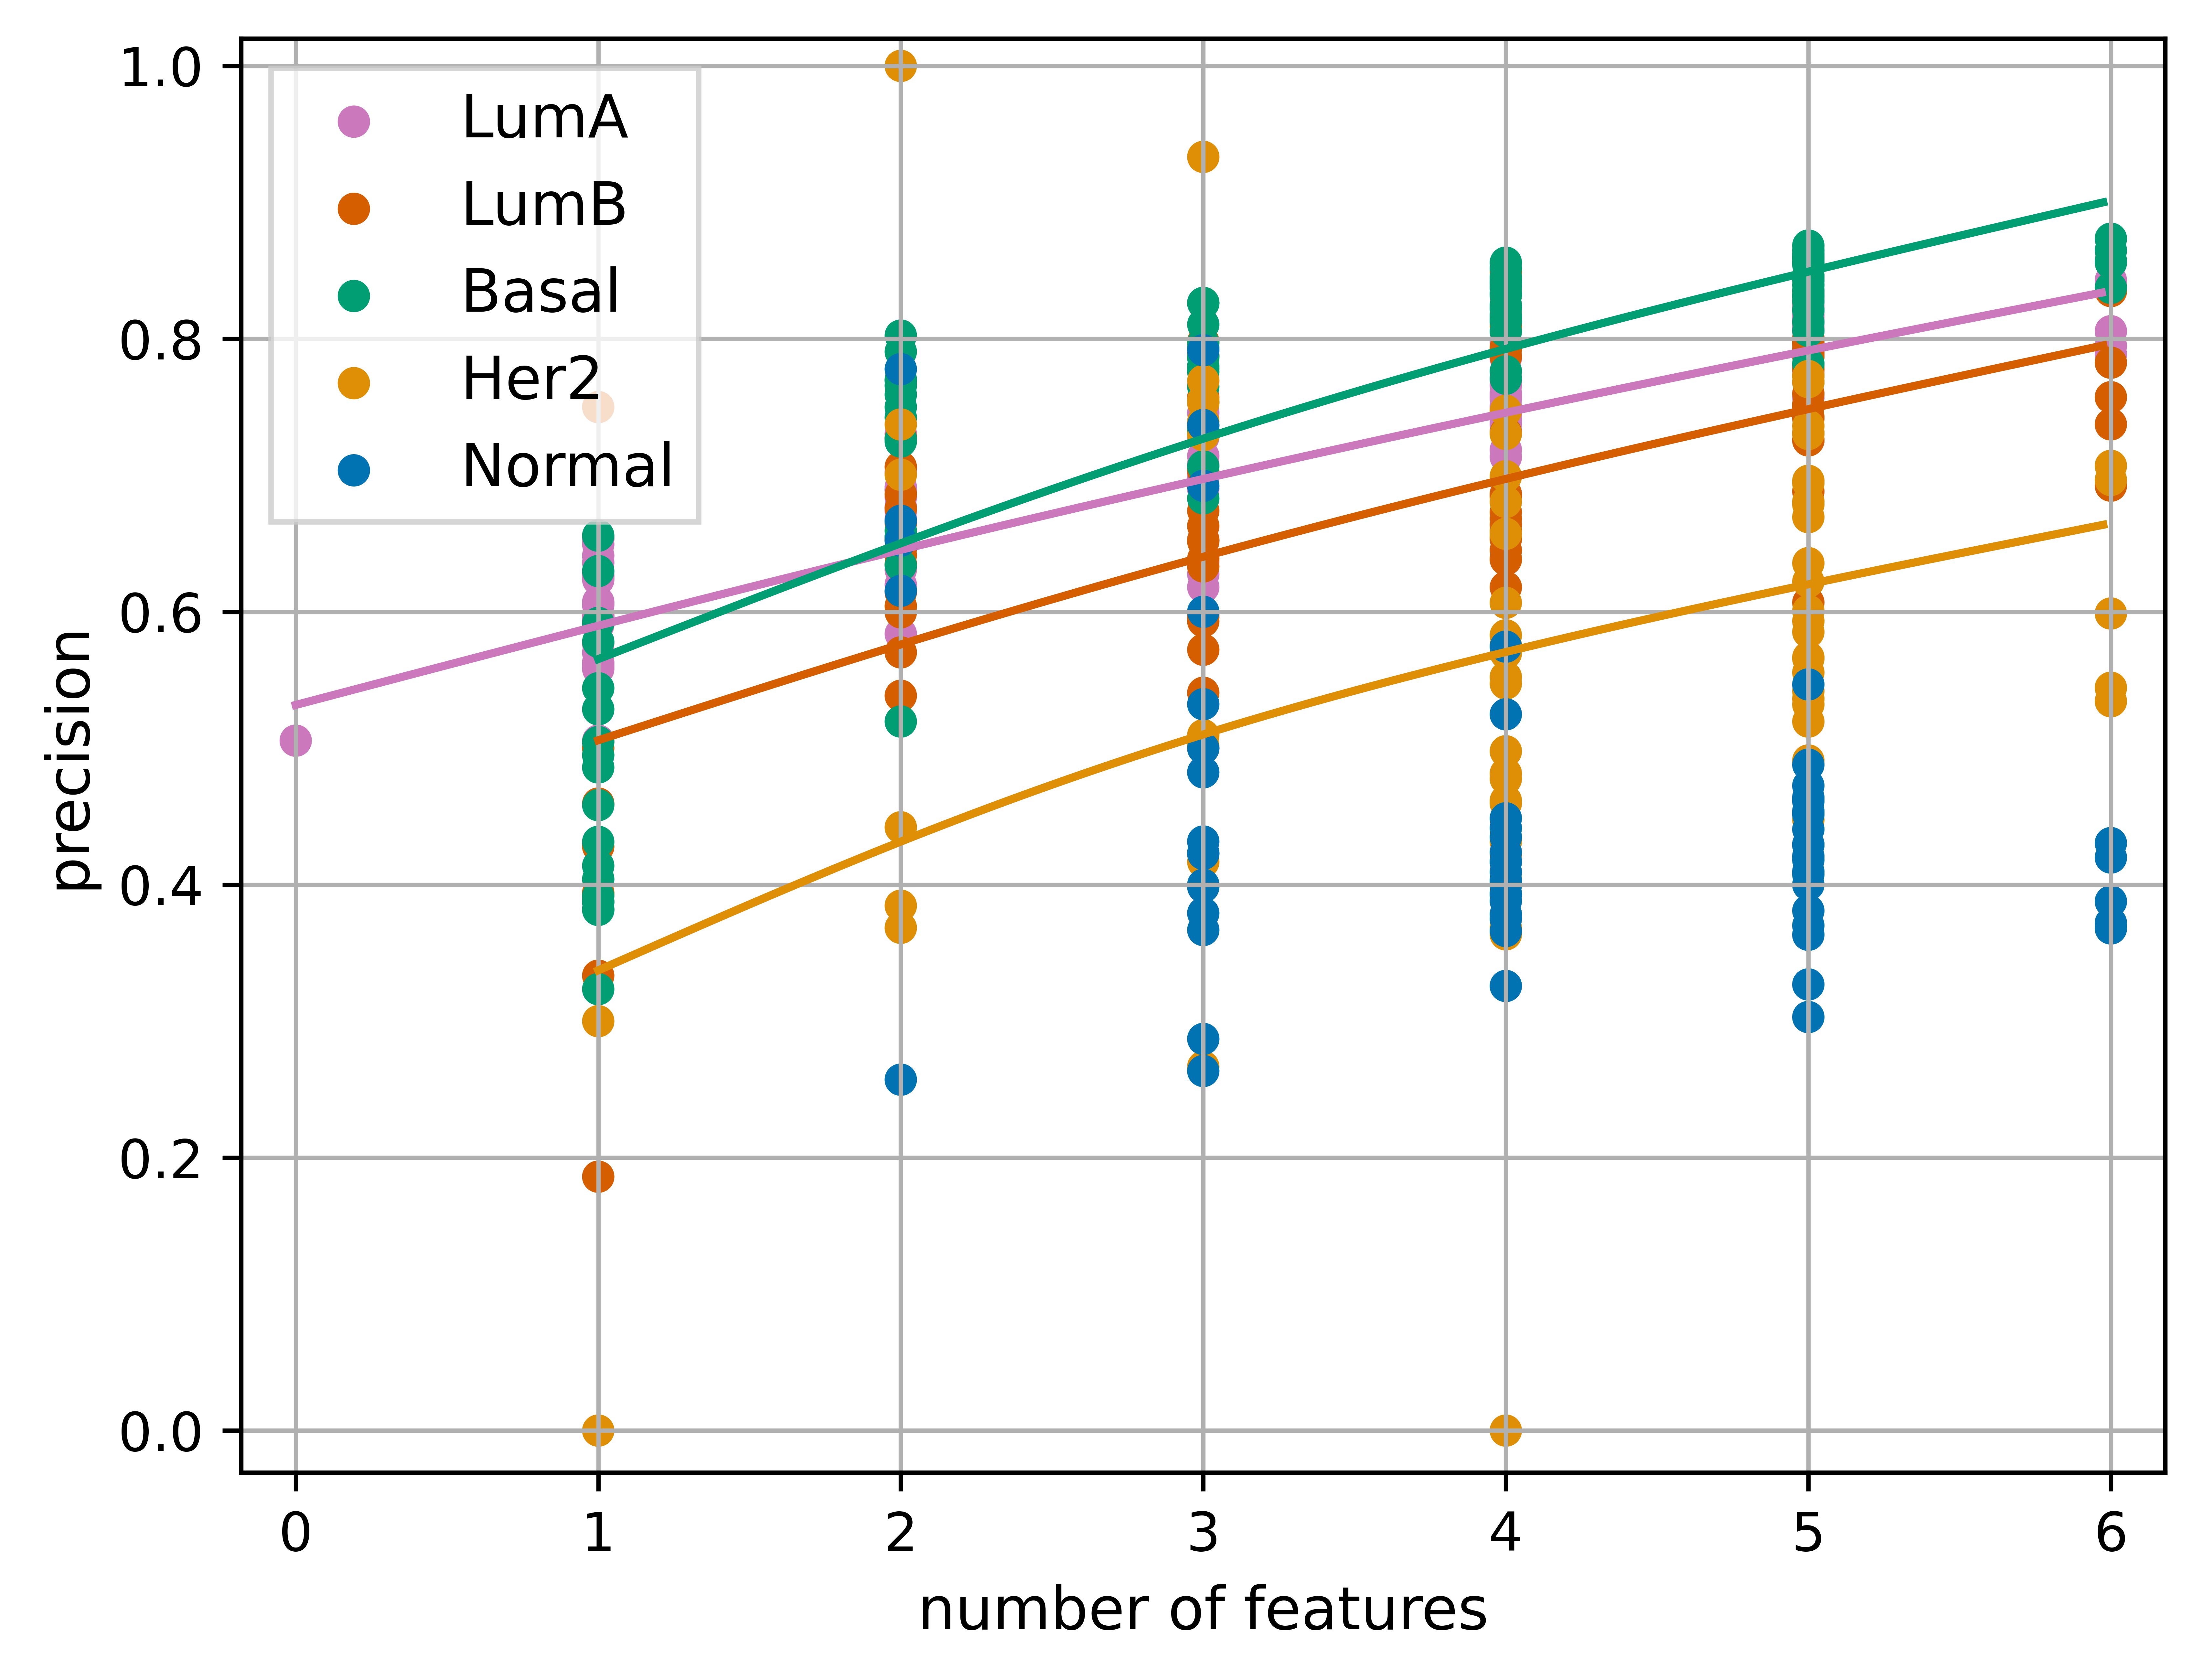 1.0
0.8
0.6
0.4
0.2
0.0
precision
LumA
LumB
Basal
Her2
Normal
0 1 2 3 4 5 6
number of features